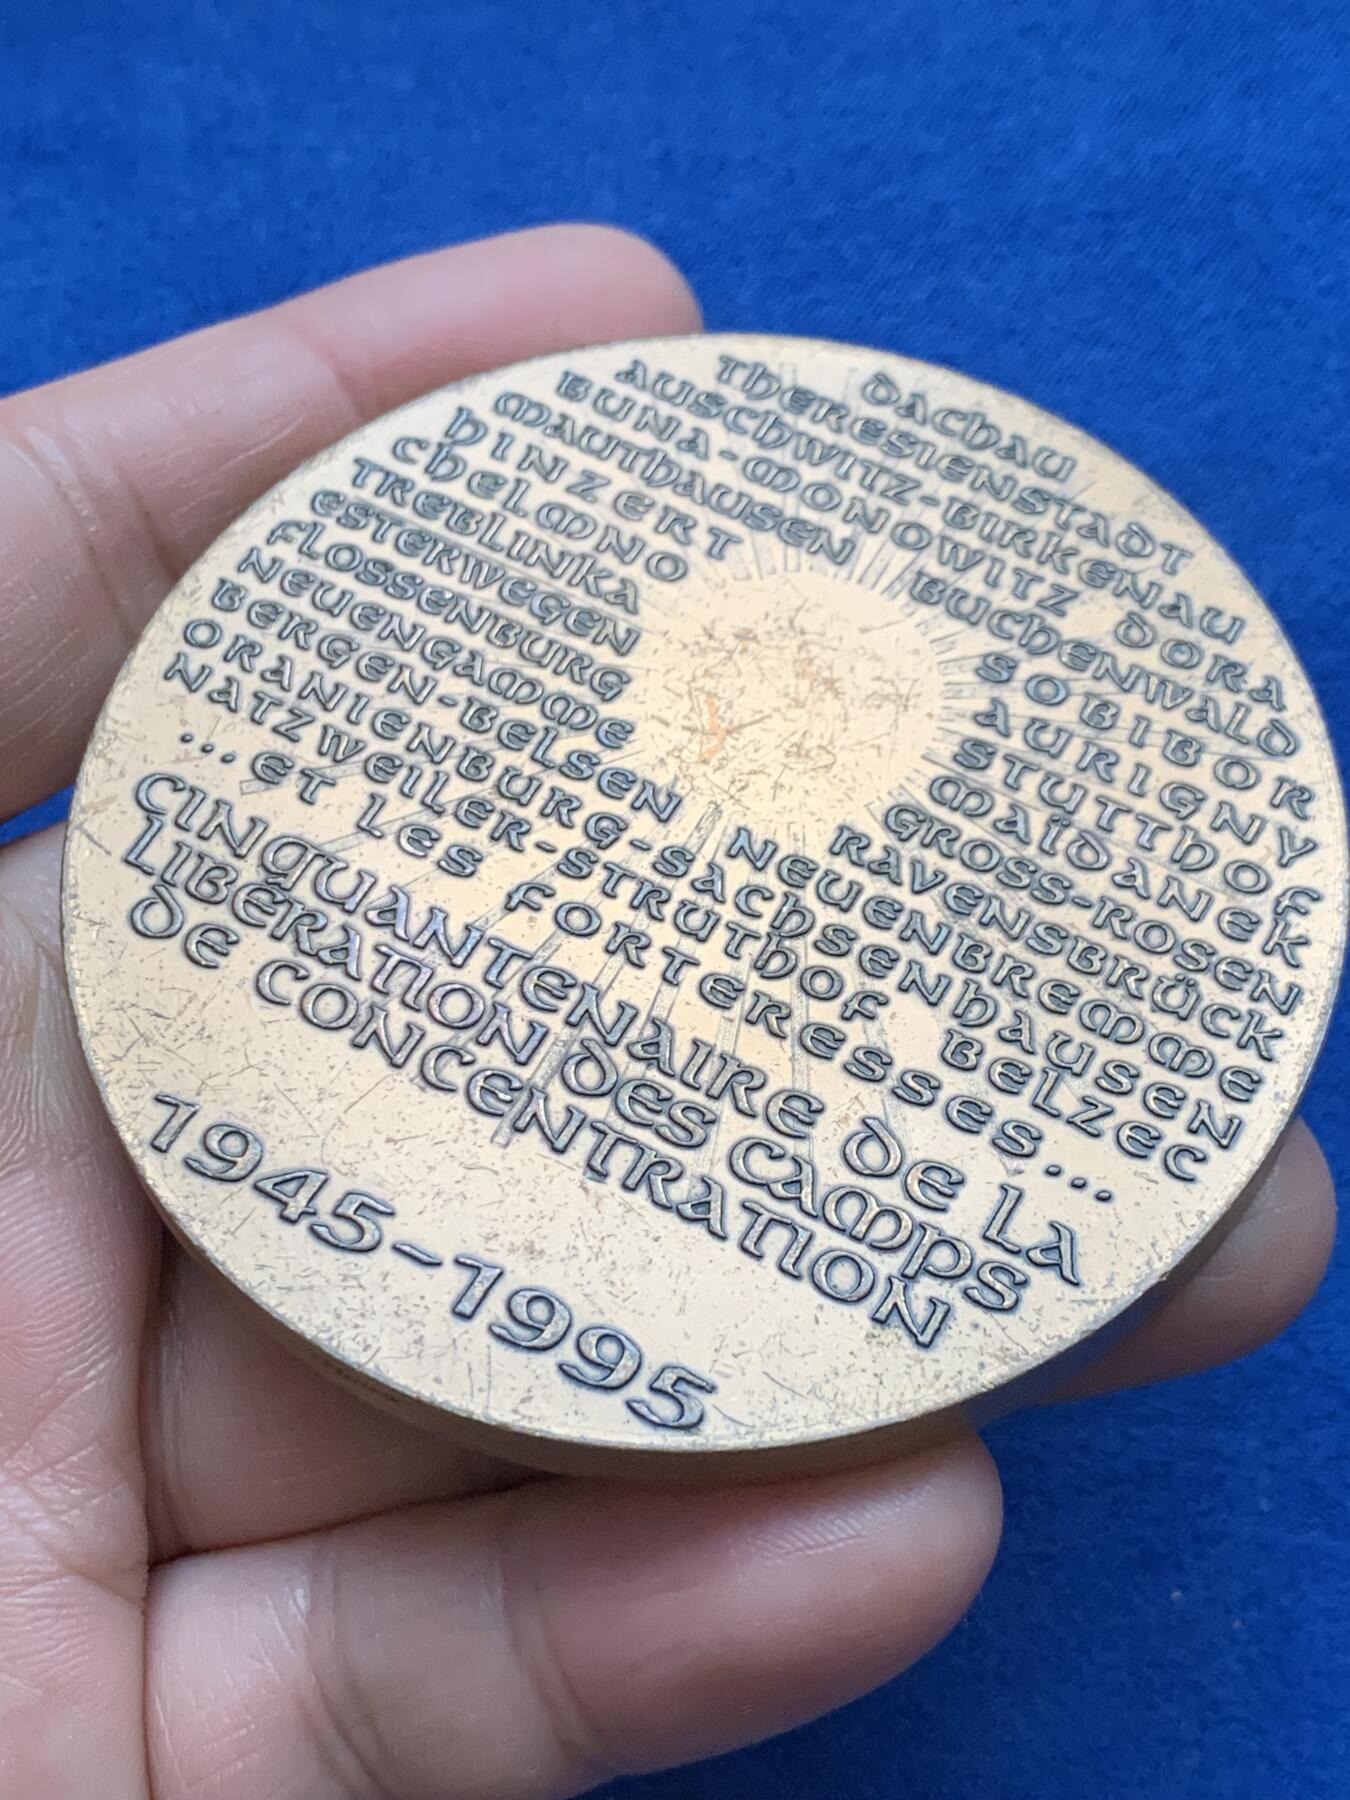 DACHAU
THERESIENSTADT
AUSCHWITZ-BIRKENAU
BUNA-MONOWITZ DORA
MAUTHAUSEN BUCHENWALD
HINZERT SOBIBOR
CHELMNO AURIGNY
TREBLINKA STUTTHOF
ESTERWEGEN MAÏDANEK
FLOSSENBURG GROSS-ROSEN
NEUENGAMME RAVENSBRÜCK
BERGEN-BELSEN NEUENBREMME
ORANIENBURG-SACHSENHAUSEN
NATZWEILER-STRUTHOF BELZEC
...ET LES FORTERESSES...
CINQUANTENAIRE DE LA
LIBÉRATION DES CAMPS
DE CONCENTRATION
1945-1995